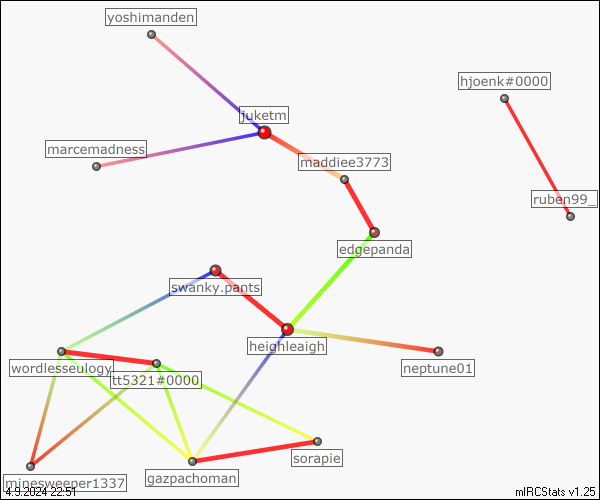 yoshimanden
hjoenk#0000
juketm
marcemadness
maddiee3773
ruben99_
edgepanda
swanky.pants
heighleaigh
wordlesseulogy
neptune01
tt5321#0000
sorapie
gazpachoman
minesweeper1337
4.9.2024 22:51
mIRCStats v1.25